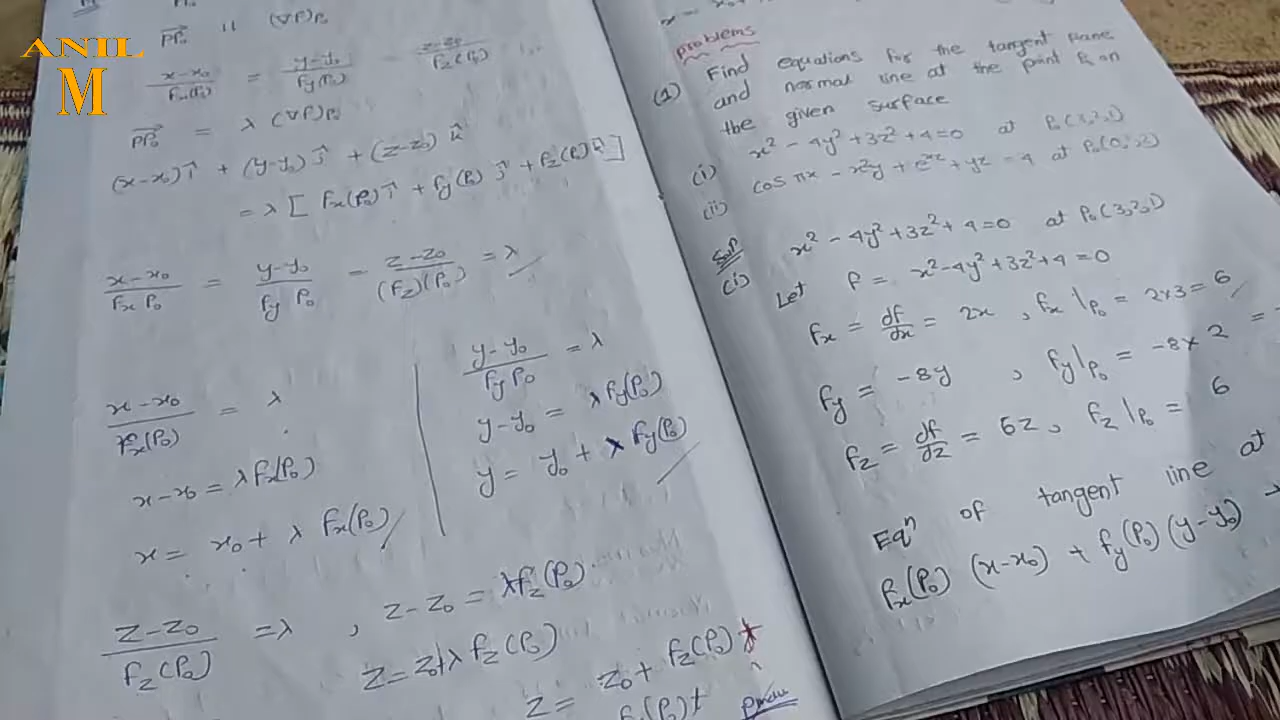 ANIL
M
PP₀ || (∇f)P₀
x-x₀/fx(P₀) = y-y₀/fy(P₀) = z-z₀/fz(P₀)
PP₀ = λ (∇f)P₀
(x-x₀)î + (y-y₀)ĵ + (z-z₀)k̂
= λ [ fx(P₀)î + fy(P₀)ĵ + fz(P₀)k̂ ]
x-x₀/fx P₀ = y-y₀/fy P₀ = z-z₀/(fz)(P₀) = λ
x-x₀/fx(P₀) = λ
x-x₀ = λ fx(P₀)
x = x₀ + λ fx(P₀)
y-y₀/fy P₀ = λ
y-y₀ = λ fy(P₀)
y = y₀ + λ fy(P₀)
z-z₀/fz(P₀) = λ , z-z₀ = λfz(P₀)
z = z₀+λ fz(P₀)
z = z₀ + fz(P₀) t
problems
(1) Find equations for the tangent plane
and normal line at the point P₀ on
the given surface
(i) x² - 4y² + 3z² + 4 = 0 at P₀(3,2,1)
(ii) cos πx - x²y + eˣᶻ + yz = 4 at
Sol
(i) x² - 4y² + 3z² + 4 = 0 at P₀(3,2,1)
Let f = x² - 4y² + 3z² + 4 = 0
fx = df/dx = 2x , fx|P₀ = 2×3 = 6
fy = -8y , fy|P₀ = -8×2 =
fz = df/dz = 6z , fz|P₀ = 6
Eqⁿ of tangent line at
fx(P₀) (x-x₀) + fy(P₀) (y-y₀)